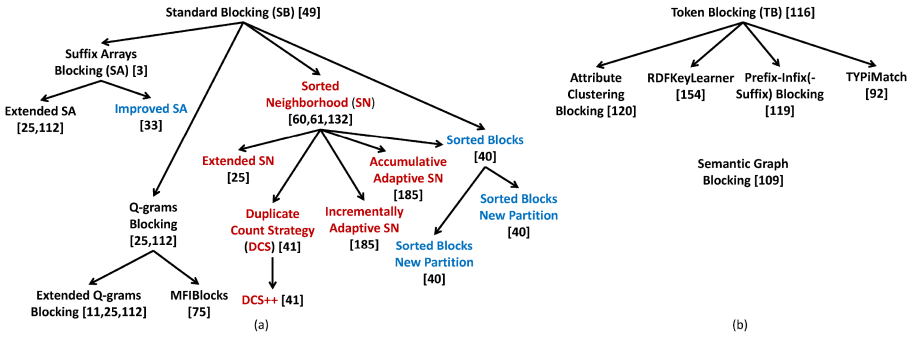 Standard Blocking (SB) [49]
Suffix Arrays
Blocking (SA) [3]
Extended SA
[25,112]
Improved SA
[33]
Sorted
Neighborhood (SN)
[60,61,132]
Extended SN
[25]
Accumulative
Adaptive SN
[185]
Sorted Blocks
[40]
Q-grams
Blocking
[25,112]
Duplicate
Count Strategy
(DCS) [41]
Incrementally
Adaptive SN
[185]
Sorted Blocks
New Partition
[40]
Sorted Blocks
New Partition
[40]
Extended Q-grams
Blocking [11,25,112]
MFIBlocks
[75]
DCS++ [41]
(a)
Token Blocking (TB) [116]
Attribute
Clustering
Blocking [120]
RDFKeyLearner
[154]
Prefix-Infix(-
Suffix) Blocking
[119]
TYPiMatch
[92]
Semantic Graph
Blocking [109]
(b)